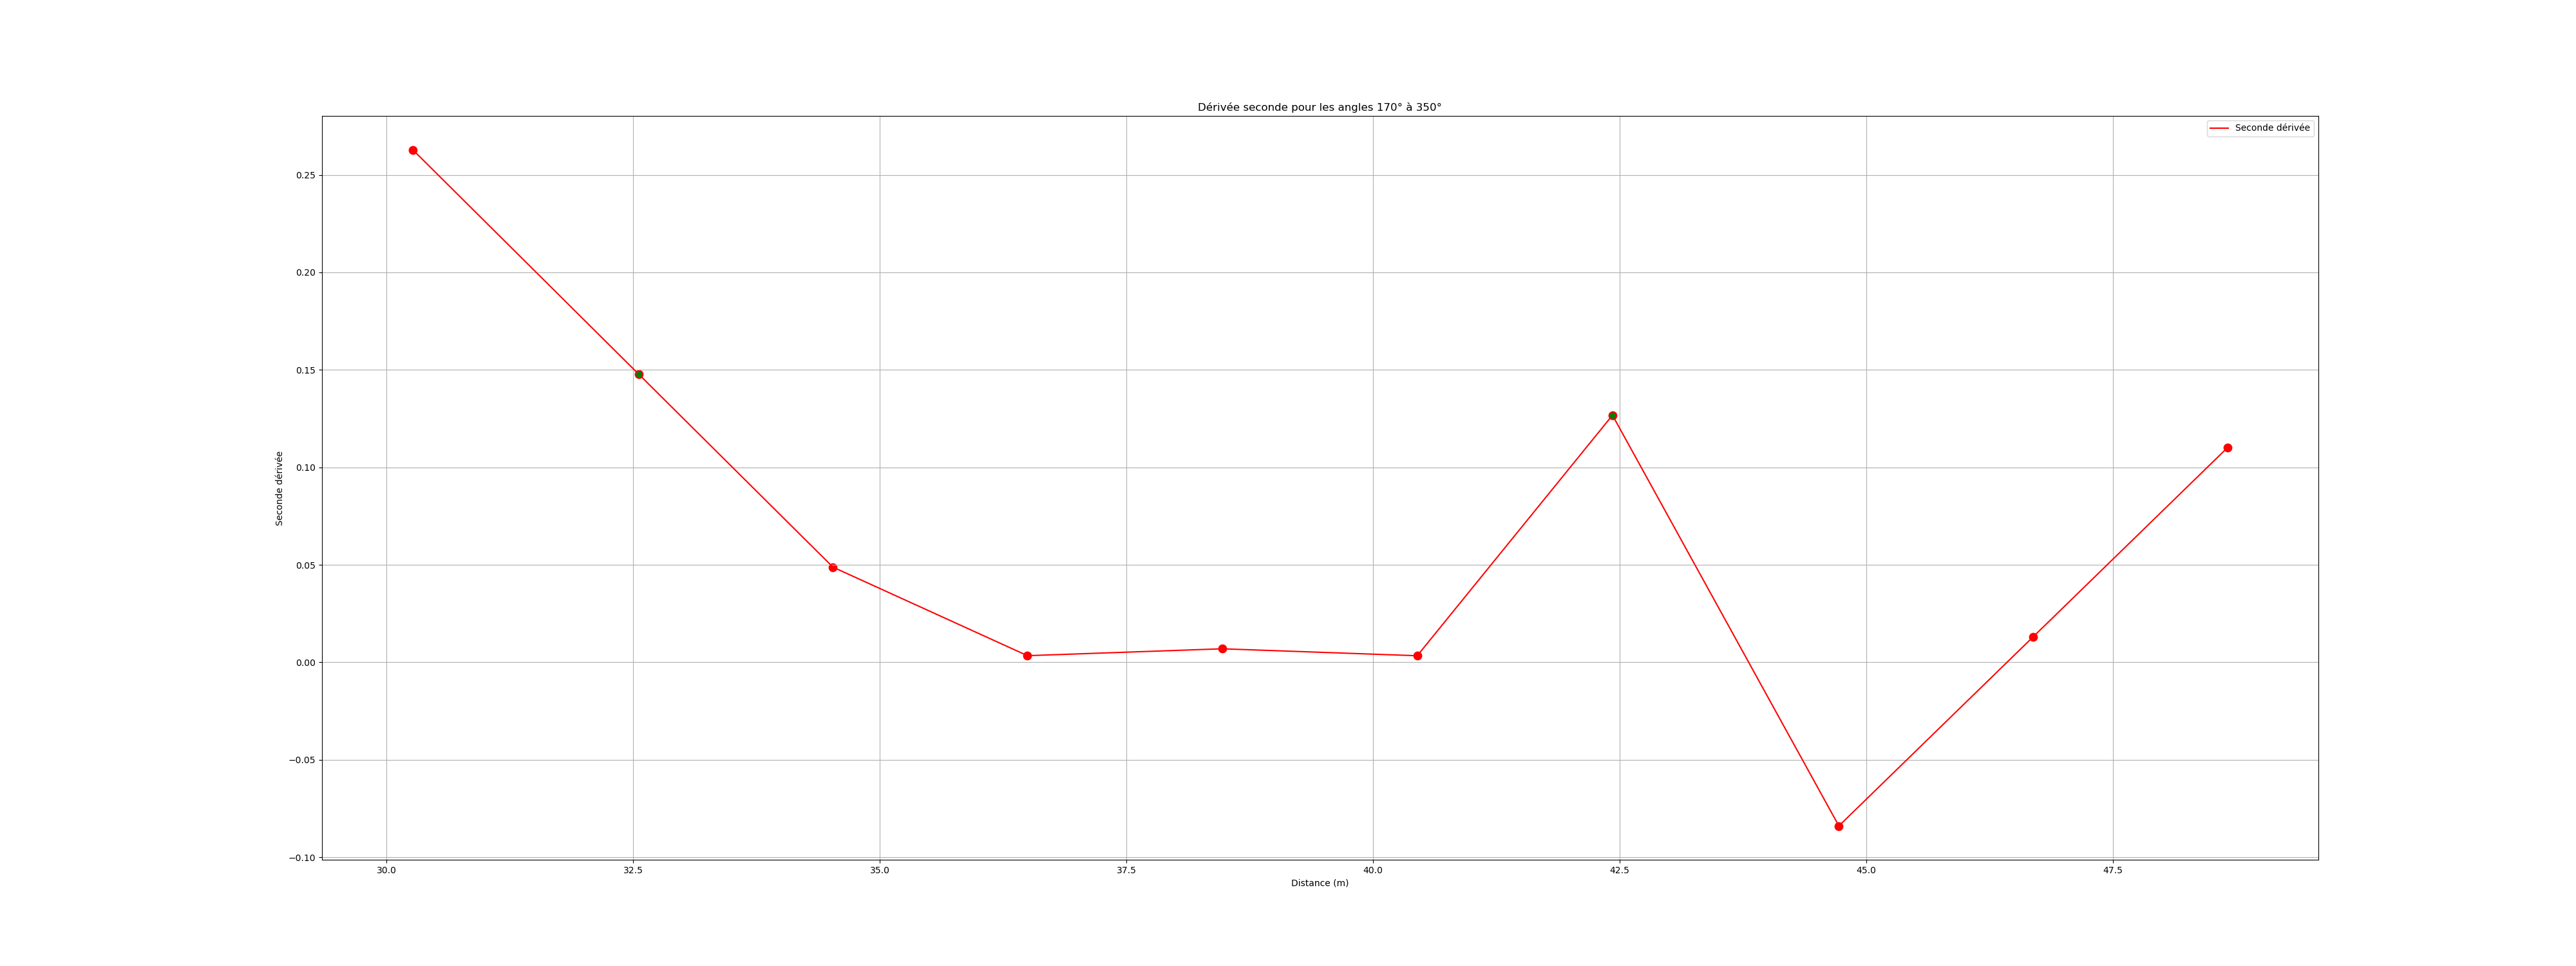 Dérivée seconde pour les angles 170° à 350°
Seconde dérivée
0.25
0.20
0.15
0.10
0.05
0.00
−0.05
−0.10
Seconde dérivée
30.0 32.5 35.0 37.5 40.0 42.5 45.0 47.5
Distance (m)